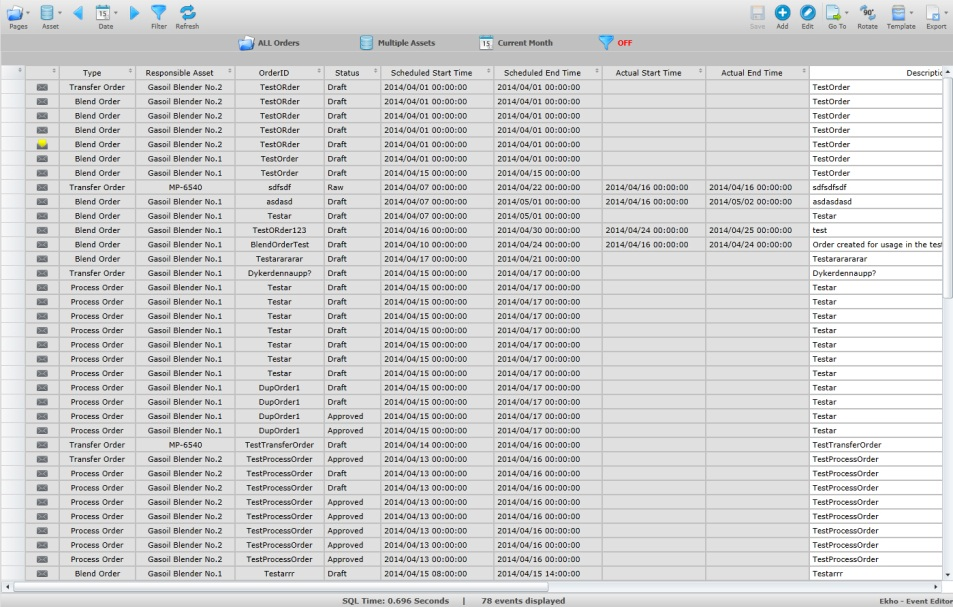 Pages Asset 15 Date Filter Refresh Save Add Edit 90° Go To Rotate Template Export
ALL Orders Multiple Assets 15 Current Month OFF
Type Responsible Asset OrderID Status Scheduled Start Time Scheduled End Time Actual Start Time Actual End Time Descriptio
Transfer Order Gasoil Blender No.2 TestORder Draft 2014/04/01 00:00:00 2014/04/01 00:00:00 TestOrder
Blend Order Gasoil Blender No.2 TestORder Draft 2014/04/01 00:00:00 2014/04/01 00:00:00 TestOrder
Blend Order Gasoil Blender No.2 TestORder Draft 2014/04/01 00:00:00 2014/04/01 00:00:00 TestOrder
Blend Order Gasoil Blender No.2 TestORder Draft 2014/04/01 00:00:00 2014/04/01 00:00:00 TestOrder
Blend Order Gasoil Blender No.2 TestORder Draft 2014/04/01 00:00:00 2014/04/01 00:00:00 TestOrder
Blend Order Gasoil Blender No.1 TestOrder Draft 2014/04/01 00:00:00 2014/04/01 00:00:00 TestOrder
Blend Order Gasoil Blender No.1 TestOrder Draft 2014/04/15 00:00:00 2014/04/15 00:00:00 TestOrder
Transfer Order MP-6540 sdfsdf Raw 2014/04/07 00:00:00 2014/04/22 00:00:00 2014/04/16 00:00:00 2014/04/16 00:00:00 sdfsdfsdf
Blend Order Gasoil Blender No.1 asdasd Draft 2014/04/07 00:00:00 2014/05/01 00:00:00 2014/04/16 00:00:00 2014/05/02 00:00:00 asdasdasd
Blend Order Gasoil Blender No.1 Testar Draft 2014/04/07 00:00:00 2014/05/01 00:00:00 Testar
Blend Order Gasoil Blender No.1 TestORder123 Draft 2014/04/16 00:00:00 2014/04/30 00:00:00 2014/04/24 00:00:00 2014/04/25 00:00:00 test
Blend Order Gasoil Blender No.1 BlendOrderTest Draft 2014/04/10 00:00:00 2014/04/24 00:00:00 2014/04/16 00:00:00 2014/04/24 00:00:00 Order created for usage in the test
Blend Order Gasoil Blender No.1 Testarararar Draft 2014/04/17 00:00:00 2014/04/21 00:00:00 Testarararar
Transfer Order Gasoil Blender No.1 Dykerdennaupp? Draft 2014/04/15 00:00:00 2014/04/17 00:00:00 Dykerdennaupp?
Process Order Gasoil Blender No.1 Testar Draft 2014/04/15 00:00:00 2014/04/17 00:00:00 Testar
Process Order Gasoil Blender No.1 Testar Draft 2014/04/15 00:00:00 2014/04/17 00:00:00 Testar
Process Order Gasoil Blender No.1 Testar Draft 2014/04/15 00:00:00 2014/04/17 00:00:00 Testar
Process Order Gasoil Blender No.1 Testar Draft 2014/04/15 00:00:00 2014/04/17 00:00:00 Testar
Process Order Gasoil Blender No.1 Testar Draft 2014/04/15 00:00:00 2014/04/17 00:00:00 Testar
Process Order Gasoil Blender No.1 Testar Draft 2014/04/15 00:00:00 2014/04/17 00:00:00 Testar
Process Order Gasoil Blender No.1 Testar Draft 2014/04/15 00:00:00 2014/04/17 00:00:00 Testar
Process Order Gasoil Blender No.1 DupOrder1 Draft 2014/04/15 00:00:00 2014/04/17 00:00:00 Testar
Process Order Gasoil Blender No.1 DupOrder1 Draft 2014/04/15 00:00:00 2014/04/17 00:00:00 Testar
Process Order Gasoil Blender No.1 DupOrder1 Approved 2014/04/15 00:00:00 2014/04/17 00:00:00 Testar
Process Order Gasoil Blender No.1 DupOrder1 Approved 2014/04/15 00:00:00 2014/04/17 00:00:00 Testar
Transfer Order MP-6540 TestTransferOrder Draft 2014/04/14 00:00:00 2014/04/16 00:00:00 TestTransferOrder
Transfer Order Gasoil Blender No.2 TestProcessOrder Approved 2014/04/13 00:00:00 2014/04/16 00:00:00 TestProcessOrder
Process Order Gasoil Blender No.2 TestProcessOrder Draft 2014/04/13 00:00:00 2014/04/16 00:00:00 TestProcessOrder
Process Order Gasoil Blender No.2 TestProcessOrder Draft 2014/04/13 00:00:00 2014/04/16 00:00:00 TestProcessOrder
Process Order Gasoil Blender No.2 TestProcessOrder Approved 2014/04/13 00:00:00 2014/04/16 00:00:00 TestProcessOrder
Process Order Gasoil Blender No.2 TestProcessOrder Approved 2014/04/13 00:00:00 2014/04/16 00:00:00 TestProcessOrder
Process Order Gasoil Blender No.2 TestProcessOrder Approved 2014/04/13 00:00:00 2014/04/16 00:00:00 TestProcessOrder
Process Order Gasoil Blender No.2 TestProcessOrder Approved 2014/04/13 00:00:00 2014/04/16 00:00:00 TestProcessOrder
Process Order Gasoil Blender No.2 TestProcessOrder Approved 2014/04/13 00:00:00 2014/04/16 00:00:00 TestProcessOrder
Blend Order Gasoil Blender No.1 Testarrr Draft 2014/04/15 08:00:00 2014/04/15 14:00:00 Testarrr
SQL Time: 0.696 Seconds | 78 events displayed Ekho - Event Editor